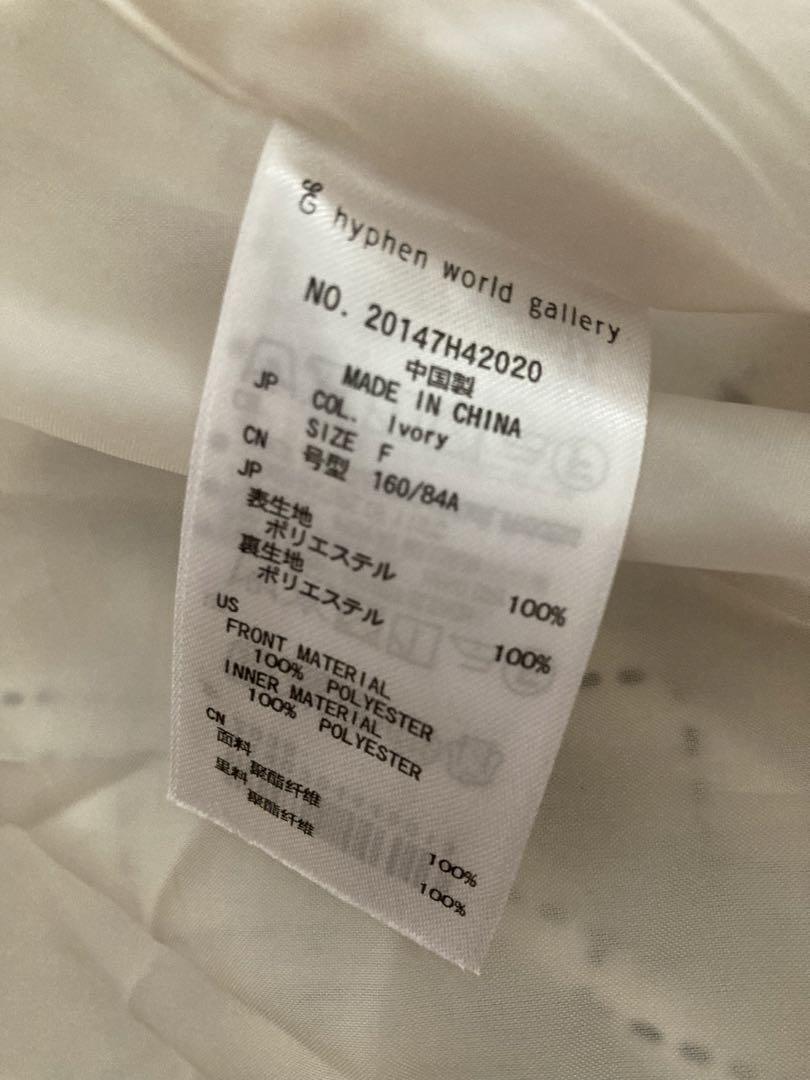 hyphen world gallery
NO. 20147H42020
中国製
MADE IN CHINA
JP COL. Ivory
SIZE F
CN 号型 160/84A
JP
表生地
ポリエステル 100%
裏生地
ポリエステル 100%
US
FRONT MATERIAL
100% POLYESTER
INNER MATERIAL
100% POLYESTER
CN
面料
聚酯纤维 100%
里料
聚酯纤维 100%